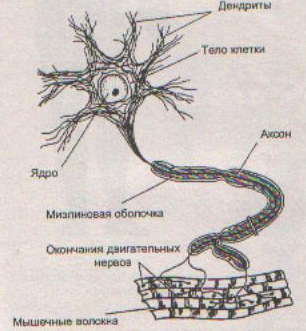 Дендриты
Тело клетки
Аксон
Ядро
Миэлиновая оболочка
Окончания двигательных
нервов
Мышечные волокна